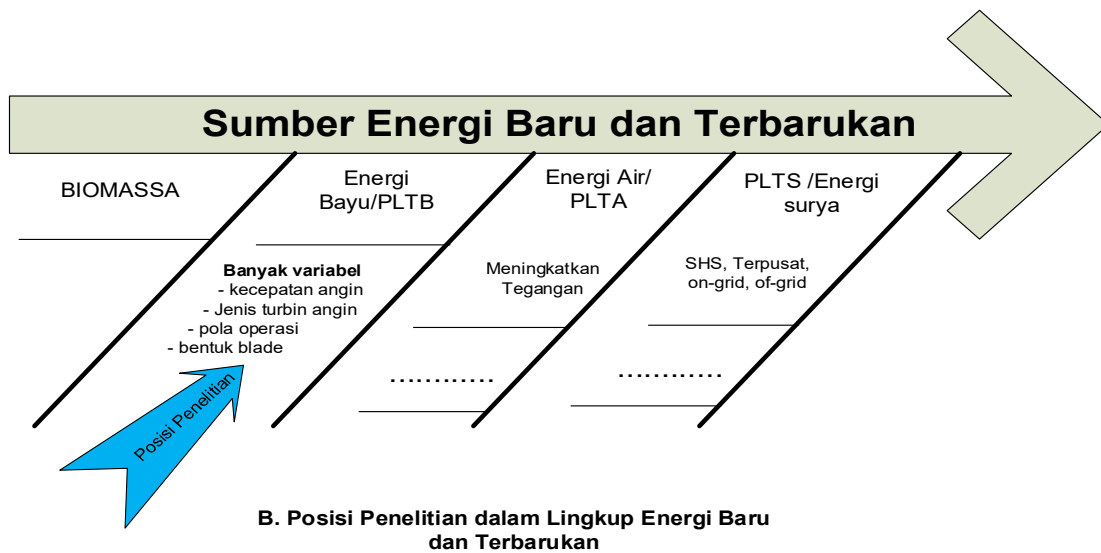 Sumber Energi Baru dan Terbarukan
BIOMASSA
Energi
Bayu/PLTB
Banyak variabel
- kecepatan angin
- Jenis turbin angin
- pola operasi
- bentuk blade
Posisi Penelitian
Energi Air/
PLTA
Meningkatkan
Tegangan
............
PLTS /Energi
surya
SHS, Terpusat,
on-grid, of-grid
............
B. Posisi Penelitian dalam Lingkup Energi Baru
dan Terbarukan